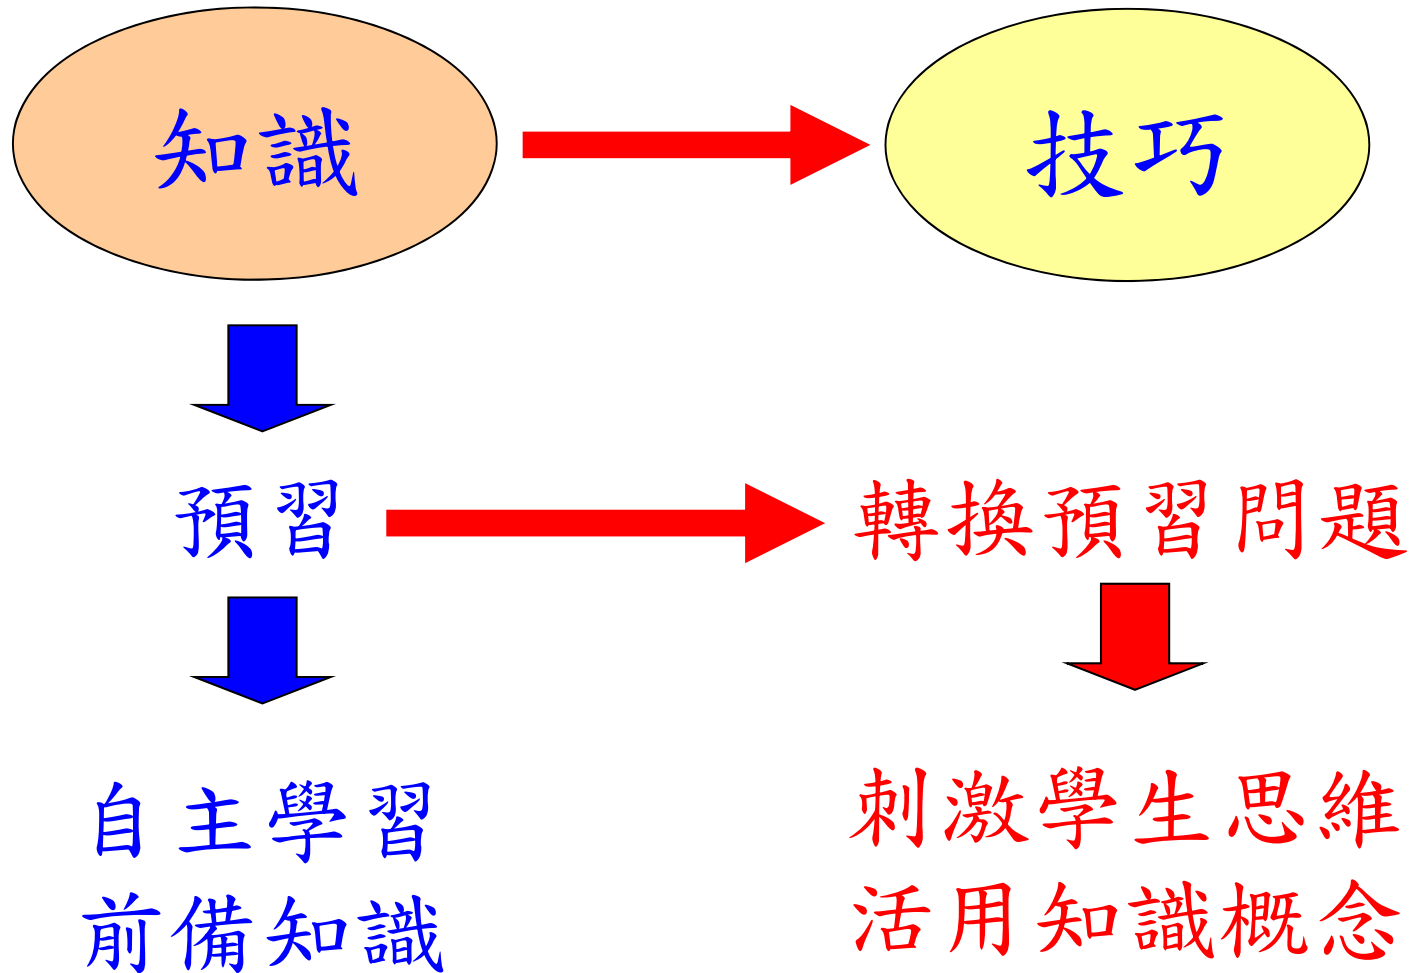 知識
技巧
預習
轉換預習問題
自主學習
前備知識
刺激學生思維
活用知識概念